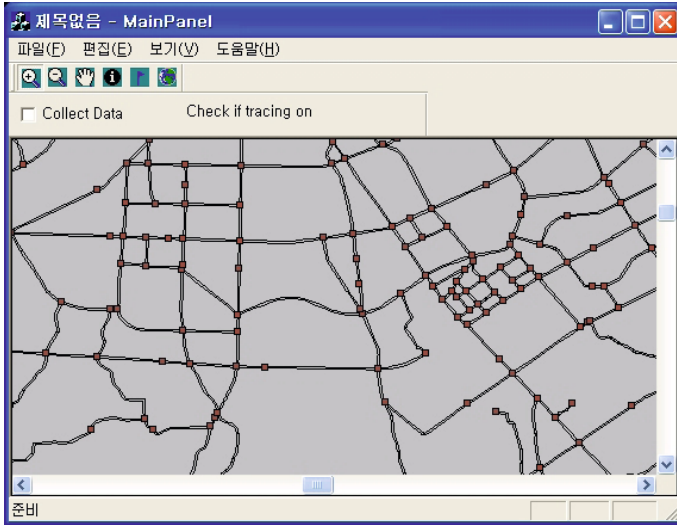 제목없음 - MainPanel
파일(F) 편집(E) 보기(V) 도움말(H)
Collect Data Check if tracing on
준비